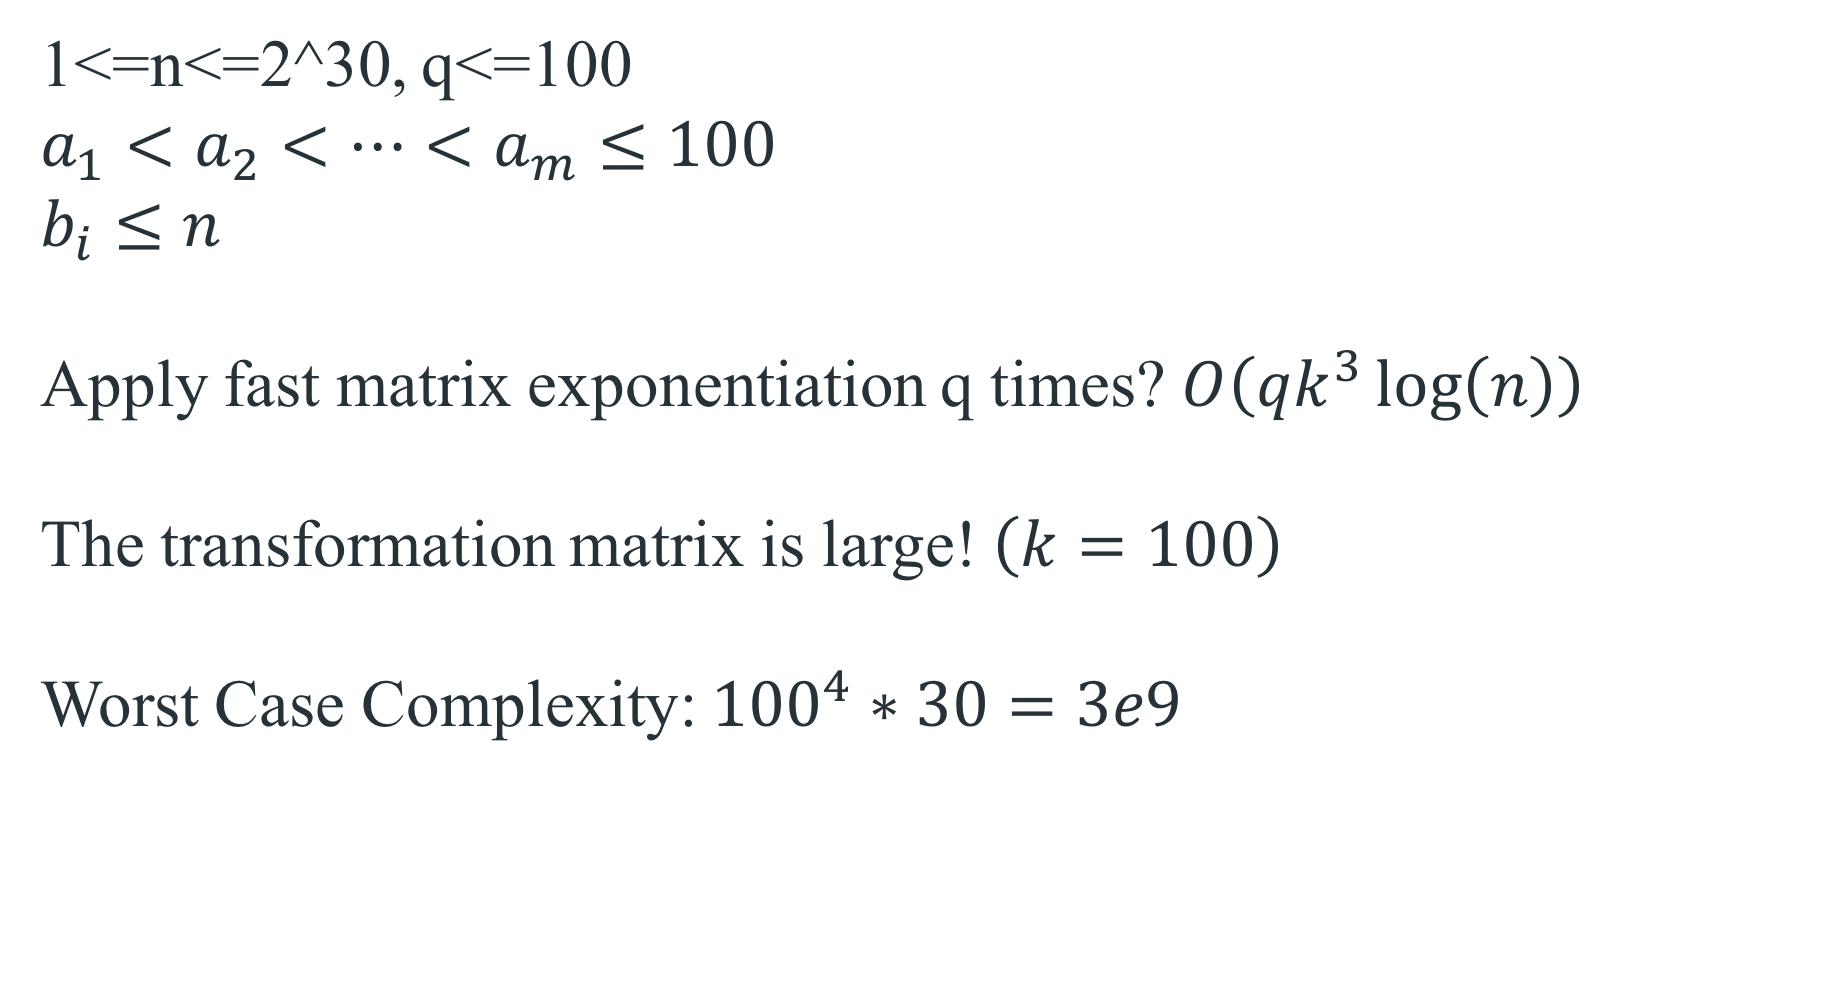 1<=n<=2^30, q<=100
a₁ < a₂ < ⋯ < aₘ ≤ 100
bᵢ ≤ n
Apply fast matrix exponentiation q times? O(qk³ log(n))
The transformation matrix is large! (k = 100)
Worst Case Complexity: 100⁴ ∗ 30 = 3e9